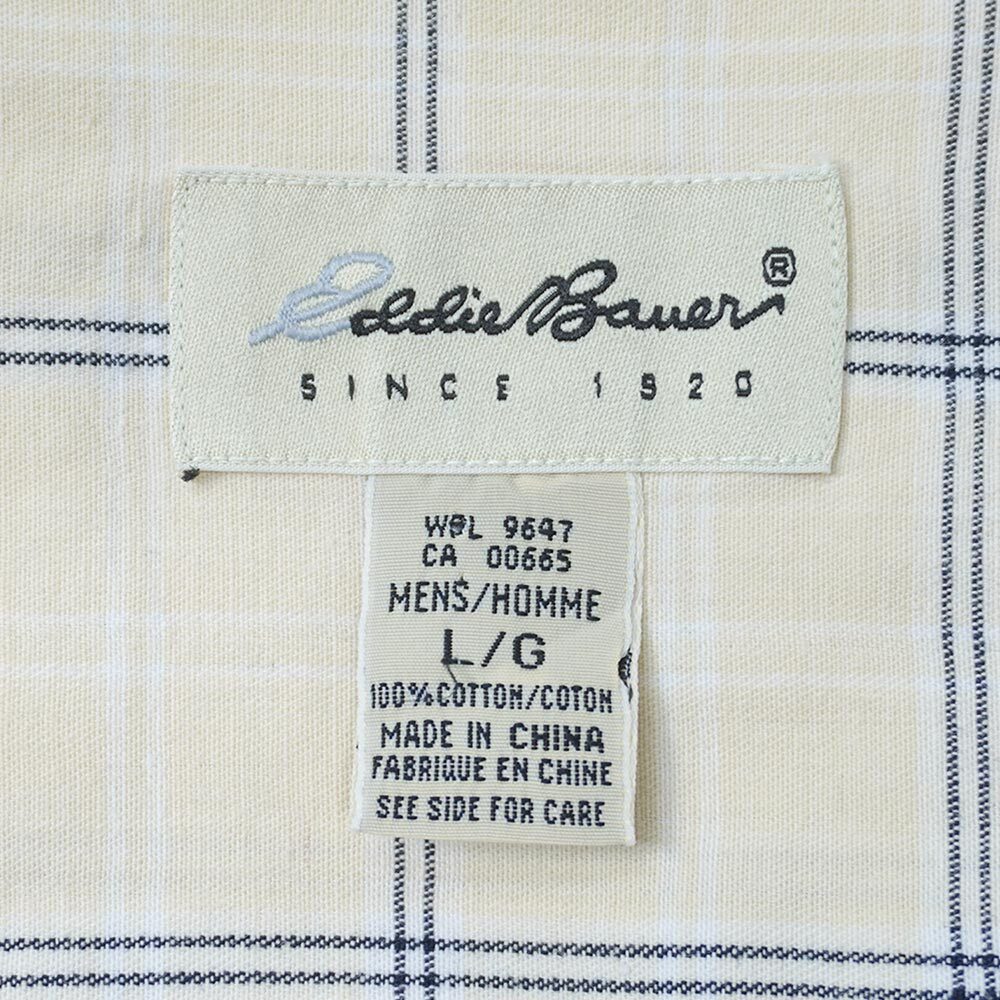 Eddie Bauer®
SINCE 1920
WPL 9647
CA 00665
MENS/HOMME
L/G
100% COTTON/COTON
MADE IN CHINA
FABRIQUE EN CHINE
SEE SIDE FOR CARE